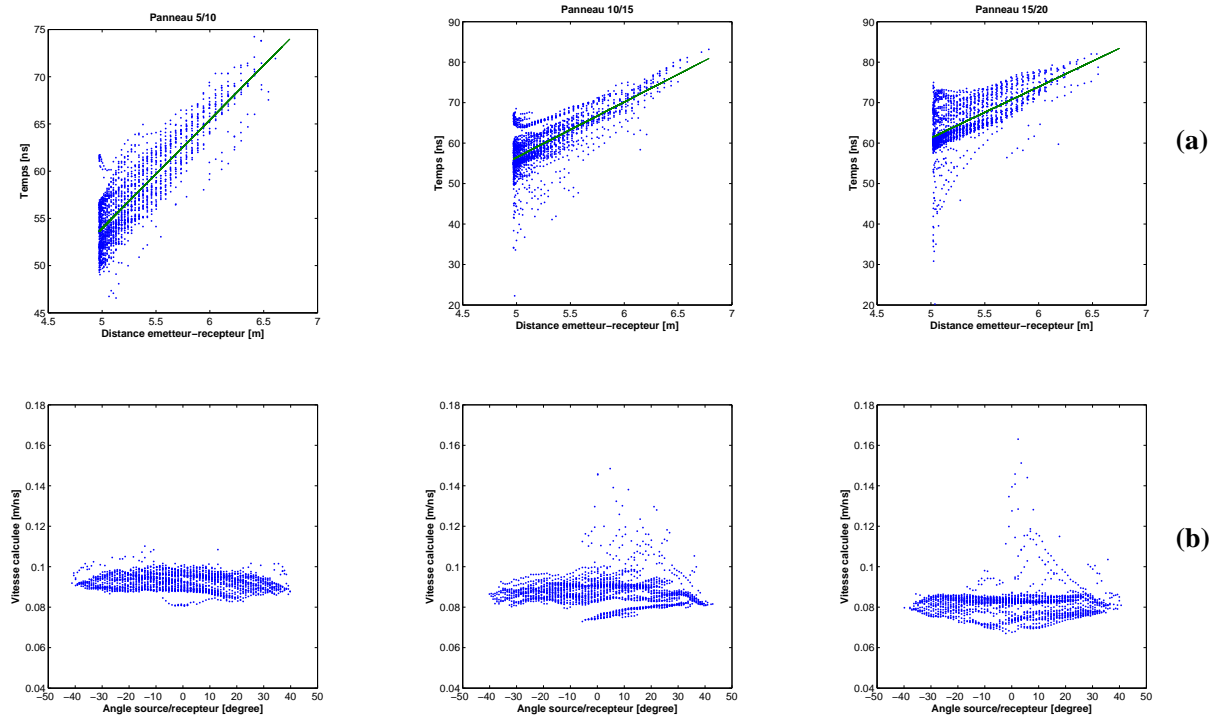 Panneau 5/10
Panneau 10/15
Panneau 15/20
75
70
65
60
55
50
45
Temps [ns]
4.5 5 5.5 6 6.5 7
Distance emetteur−recepteur [m]
90
80
70
60
50
40
30
20
Temps [ns]
4.5 5 5.5 6 6.5 7
Distance emetteur−recepteur [m]
90
80
70
60
50
40
30
20
Temps [ns]
4.5 5 5.5 6 6.5 7
Distance emetteur−recepteur [m]
(a)
0.18
0.16
0.14
0.12
0.1
0.08
0.06
0.04
Vitesse calculee [m/ns]
−50 −40 −30 −20 −10 0 10 20 30 40 50
Angle source/recepteur [degree]
0.18
0.16
0.14
0.12
0.1
0.08
0.06
0.04
Vitesse calculee [m/ns]
−50 −40 −30 −20 −10 0 10 20 30 40 50
Angle source/recepteur [degree]
0.18
0.16
0.14
0.12
0.1
0.08
0.06
0.04
Vitesse calculee [m/ns]
−50 −40 −30 −20 −10 0 10 20 30 40 50
Angle source/recepteur [degree]
(b)